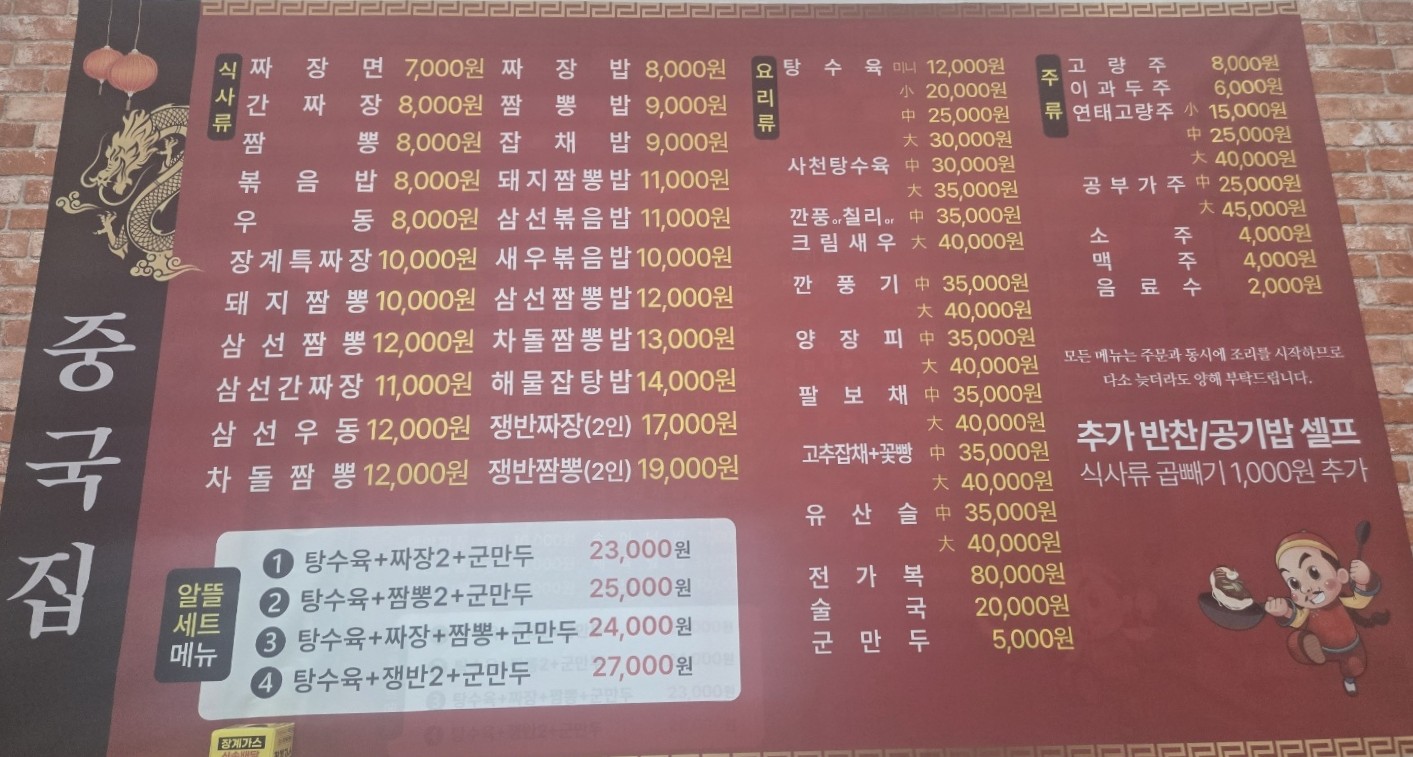 중국집
식사류
짜장면 7,000원
간짜장 8,000원
짬뽕 8,000원
볶음밥 8,000원
우동 8,000원
장계특짜장 10,000원
돼지짬뽕 10,000원
삼선짬뽕 12,000원
삼선간짜장 11,000원
삼선우동 12,000원
차돌짬뽕 12,000원
짜장밥 8,000원
짬뽕밥 9,000원
잡채밥 9,000원
돼지짬뽕밥 11,000원
삼선볶음밥 11,000원
새우볶음밥 10,000원
삼선짬뽕밥 12,000원
차돌짬뽕밥 13,000원
해물잡탕밥 14,000원
쟁반짜장(2인) 17,000원
쟁반짬뽕(2인) 19,000원
알뜰
세트
메뉴
1 탕수육+짜장2+군만두 23,000원
2 탕수육+짬뽕2+군만두 25,000원
3 탕수육+짜장+짬뽕+군만두 24,000원
4 탕수육+쟁반2+군만두 27,000원
요리류
탕수육 미니 12,000원
小 20,000원
中 25,000원
大 30,000원
사천탕수육 中 30,000원
大 35,000원
깐풍or칠리or 中 35,000원
크림새우 大 40,000원
깐풍기 中 35,000원
大 40,000원
양장피 中 35,000원
大 40,000원
팔보채 中 35,000원
大 40,000원
고추잡채+꽃빵 中 35,000원
大 40,000원
유산슬 中 35,000원
大 40,000원
전가복 80,000원
술국 20,000원
군만두 5,000원
주류
고량주 8,000원
이과두주 6,000원
연태고량주 小 15,000원
中 25,000원
大 40,000원
공부가주 中 25,000원
大 45,000원
소주 4,000원
맥주 4,000원
음료수 2,000원
모든 메뉴는 주문과 동시에 조리를 시작하므로
다소 늦더라도 양해 부탁드립니다.
추가 반찬/공기밥 셀프
식사류 곱빼기 1,000원 추가
장계가스